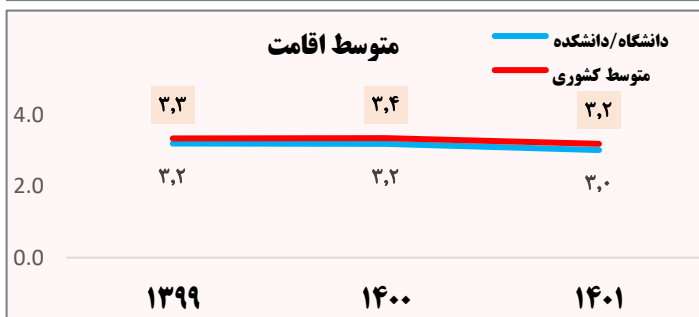 متوسط اقامت
دانشگاه/دانشکده
متوسط کشوری
4.0
2.0
0.0
۳,۳ ۳,۴ ۳,۲
۳,۲ ۳,۲ ۳,۰
۱۳۹۹ ۱۴۰۰ ۱۴۰۱